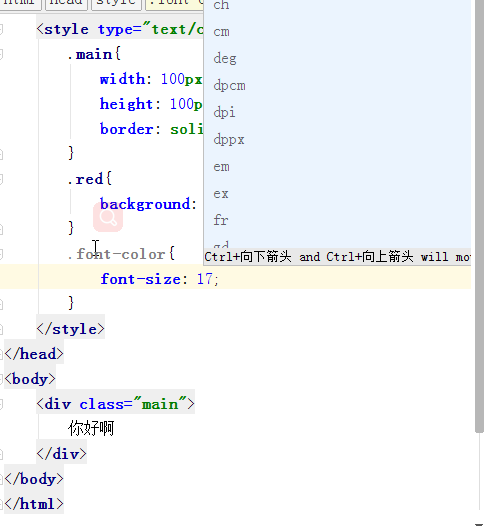 html head style .font-c
ch
<style type="text/c
cm
.main{
deg
width: 100px
dpcm
height: 100p
dpi
border: soli
dppx
}
em
.red{
ex
background:
fr
}
gd
.font-color{
Ctrl+向下箭头 and Ctrl+向上箭头 will mo
font-size: 17;
}
</style>
</head>
<body>
<div class="main">
你好啊
</div>
</body>
</html>